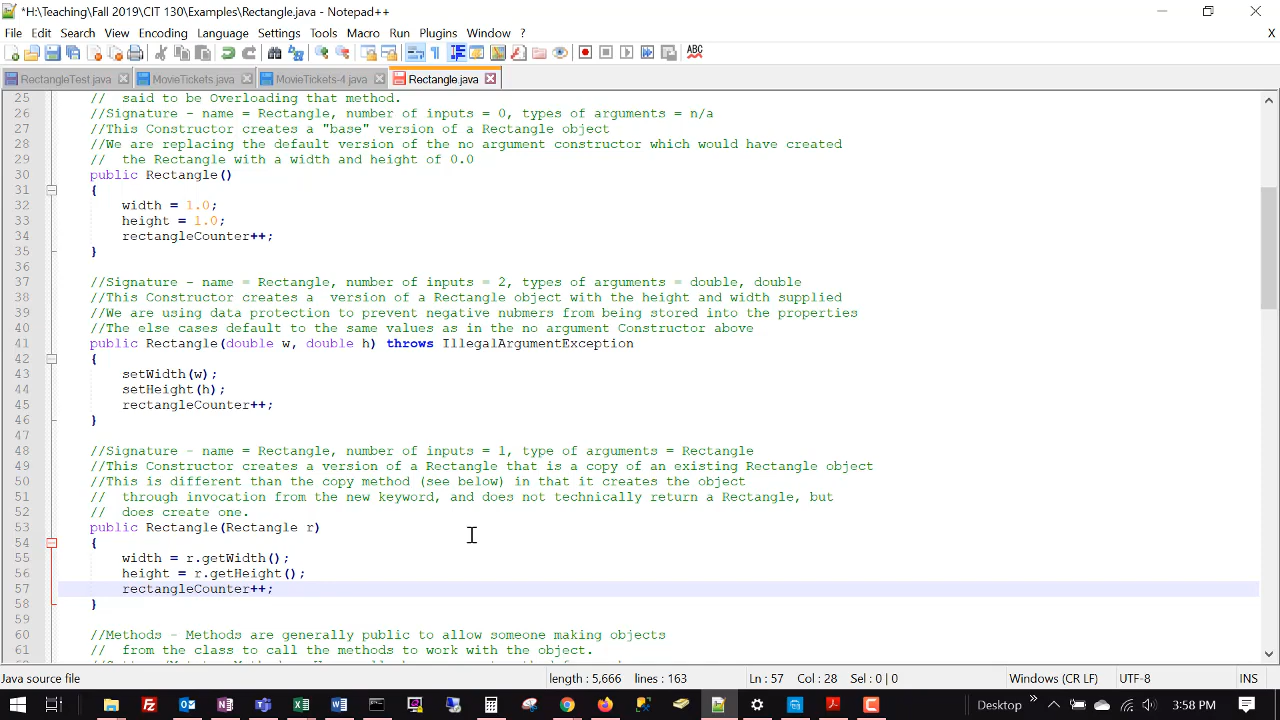 *H:\Teaching\Fall 2019\CIT 130\Examples\Rectangle.java - Notepad++
File Edit Search View Encoding Language Settings Tools Macro Run Plugins Window ? X
RectangleTest.java MovieTickets.java MovieTickets-4.java Rectangle.java
25 // said to be Overloading that method.
26 //Signature - name = Rectangle, number of inputs = 0, types of arguments = n/a
27 //This Constructor creates a "base" version of a Rectangle object
28 //We are replacing the default version of the no argument constructor which would have created
29 // the Rectangle with a width and height of 0.0
30 public Rectangle()
31 {
32 width = 1.0;
33 height = 1.0;
34 rectangleCounter++;
35 }
36
37 //Signature - name = Rectangle, number of inputs = 2, types of arguments = double, double
38 //This Constructor creates a  version of a Rectangle object with the height and width supplied
39 //We are using data protection to prevent negative nubmers from being stored into the properties
40 //The else cases default to the same values as in the no argument Constructor above
41 public Rectangle(double w, double h) throws IllegalArgumentException
42 {
43 setWidth(w);
44 setHeight(h);
45 rectangleCounter++;
46 }
47
48 //Signature - name = Rectangle, number of inputs = 1, type of arguments = Rectangle
49 //This Constructor creates a version of a Rectangle that is a copy of an existing Rectangle object
50 //This is different than the copy method (see below) in that it creates the object
51 // through invocation from the new keyword, and does not technically return a Rectangle, but
52 // does create one.
53 public Rectangle(Rectangle r)
54 {
55 width = r.getWidth();
56 height = r.getHeight();
57 rectangleCounter++;
58 }
59
60 //Methods - Methods are generally public to allow someone making objects
61 // from the class to call the methods to work with the object.
Java source file length : 5,666 lines : 163 Ln : 57 Col : 28 Sel : 0 | 0 Windows (CR LF) UTF-8 INS
Desktop 3:58 PM